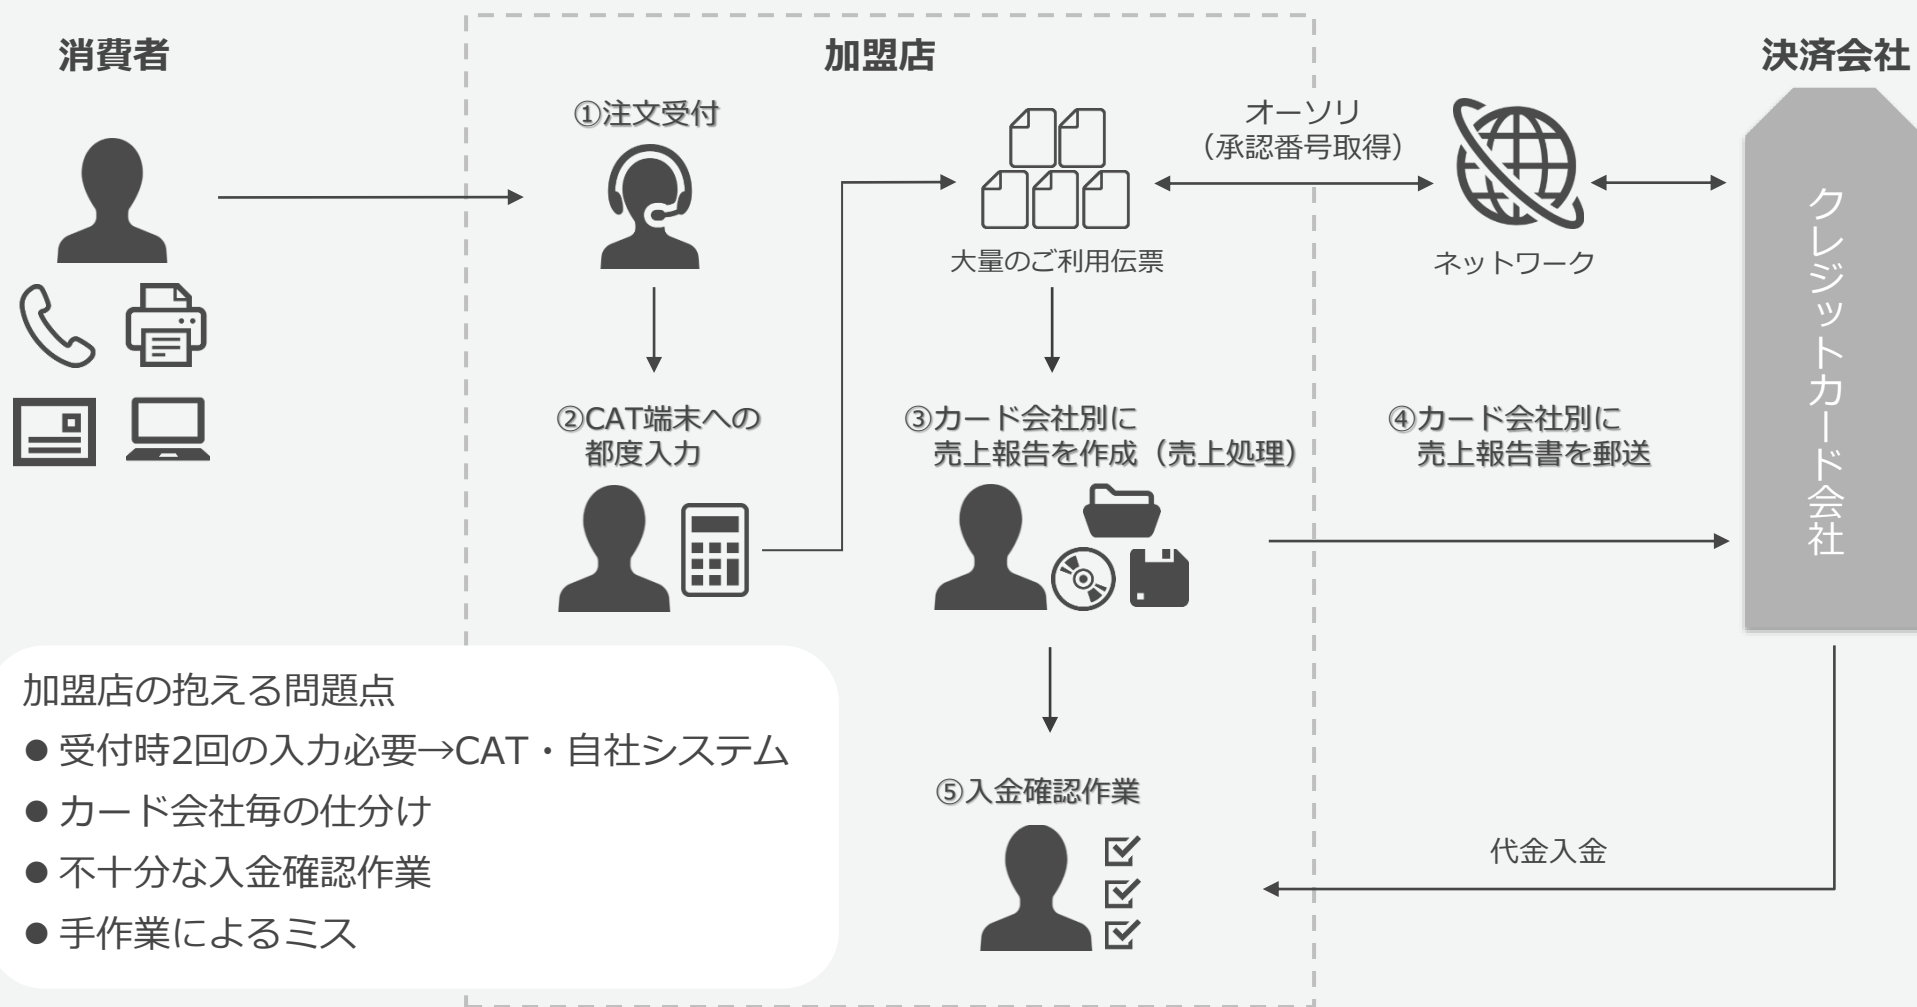 消費者
加盟店
決済会社
①注文受付
オーソリ
（承認番号取得）
大量のご利用伝票
ネットワーク
クレジットカード会社
②CAT端末への
都度入力
③カード会社別に
売上報告を作成（売上処理）
④カード会社別に
売上報告書を郵送
⑤入金確認作業
代金入金
加盟店の抱える問題点
●受付時2回の入力必要→CAT・自社システム
●カード会社毎の仕分け
●不十分な入金確認作業
●手作業によるミス